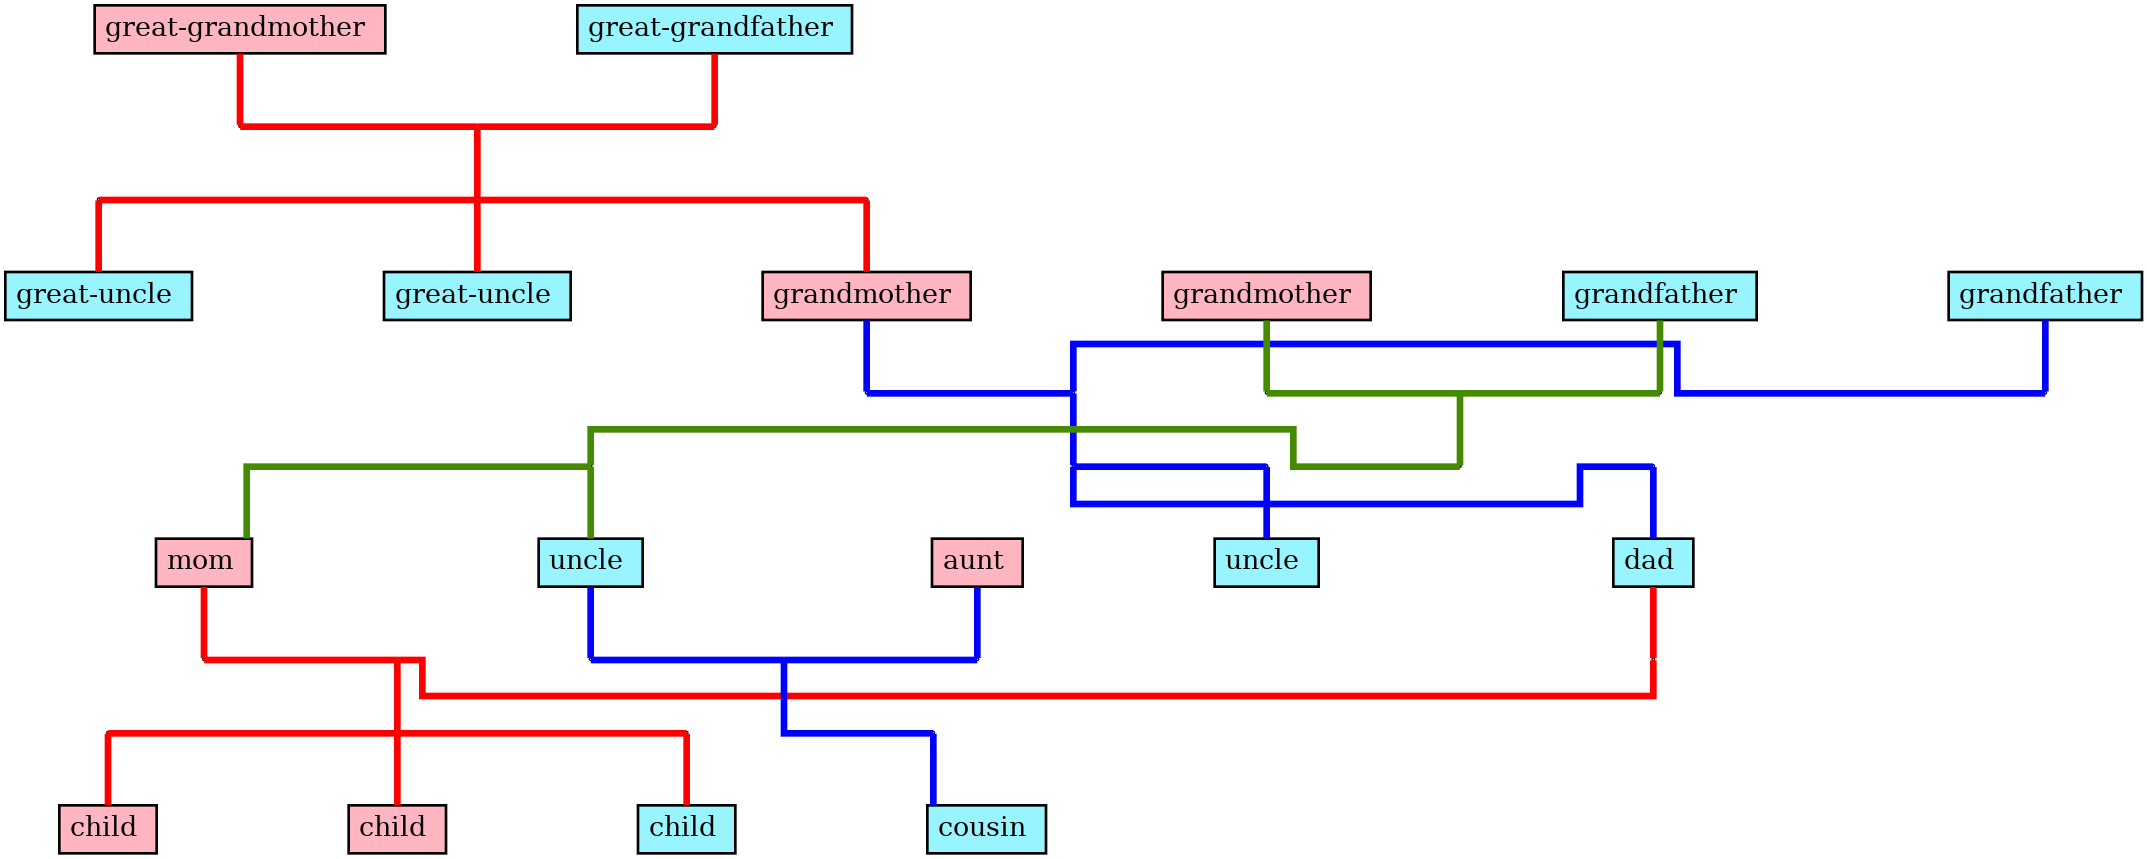 great-grandmother
great-grandfather
great-uncle
great-uncle
grandmother
grandmother
grandfather
grandfather
mom
uncle
aunt
uncle
dad
child
child
child
cousin